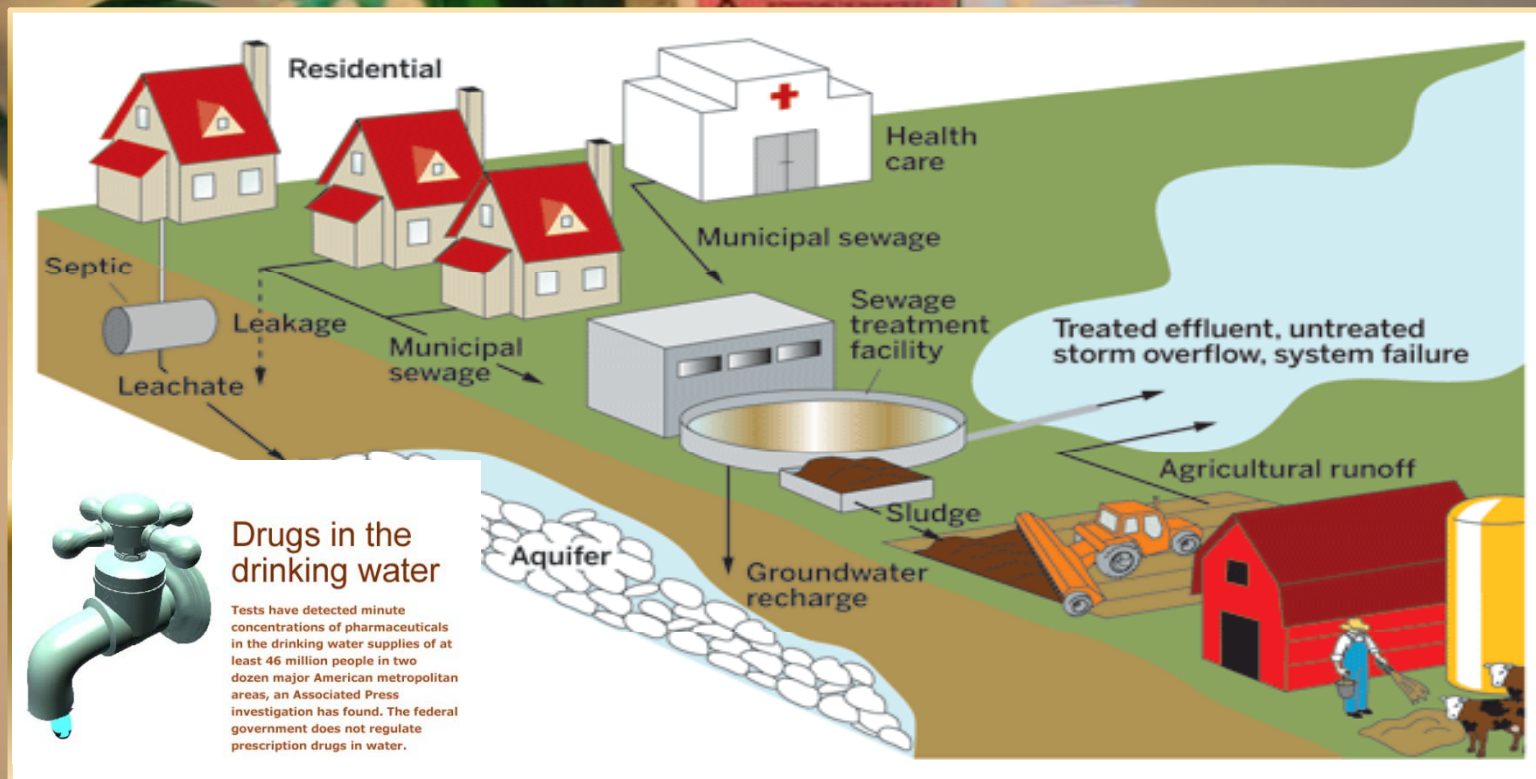 Residential
Health
care
Municipal sewage
Septic
Sewage
treatment
facility
Leakage
Treated effluent, untreated
storm overflow, system failure
Municipal
sewage
Leachate
Agricultural runoff
Sludge
Aquifer
Groundwater
recharge
Drugs in the
drinking water
Tests have detected minute
concentrations of pharmaceuticals
in the drinking water supplies of at
least 46 million people in two
dozen major American metropolitan
areas, an Associated Press
investigation has found. The federal
government does not regulate
prescription drugs in water.